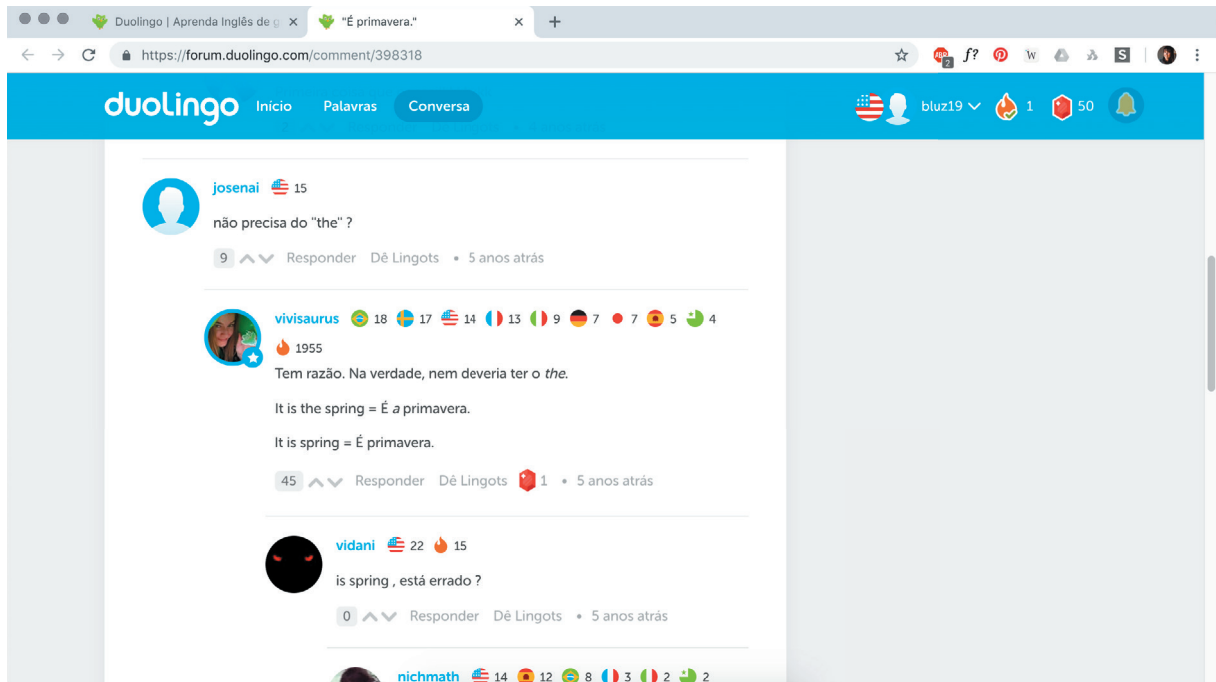 Duolingo | Aprenda Inglês de g
"É primavera."
https://forum.duolingo.com/comment/398318
ABP 2 f? W S
duolingo Início Palavras Conversa bluz19 1 50
josenai 15
não precisa do "the" ?
9 Responder Dê Lingots • 5 anos atrás
vivisaurus 18 17 14 13 9 7 7 5 4
1955
Tem razão. Na verdade, nem deveria ter o the.
It is the spring = É a primavera.
It is spring = É primavera.
45 Responder Dê Lingots 1 • 5 anos atrás
vidani 22 15
is spring , está errado ?
0 Responder Dê Lingots • 5 anos atrás
nichmath 14 12 8 3 2 2